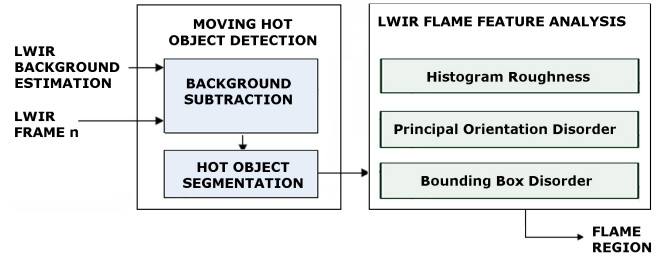 MOVING HOT
OBJECT DETECTION
LWIR
BACKGROUND
ESTIMATION
LWIR
FRAME n
BACKGROUND
SUBTRACTION
HOT OBJECT
SEGMENTATION
LWIR FLAME FEATURE ANALYSIS
Histogram Roughness
Principal Orientation Disorder
Bounding Box Disorder
FLAME
REGION